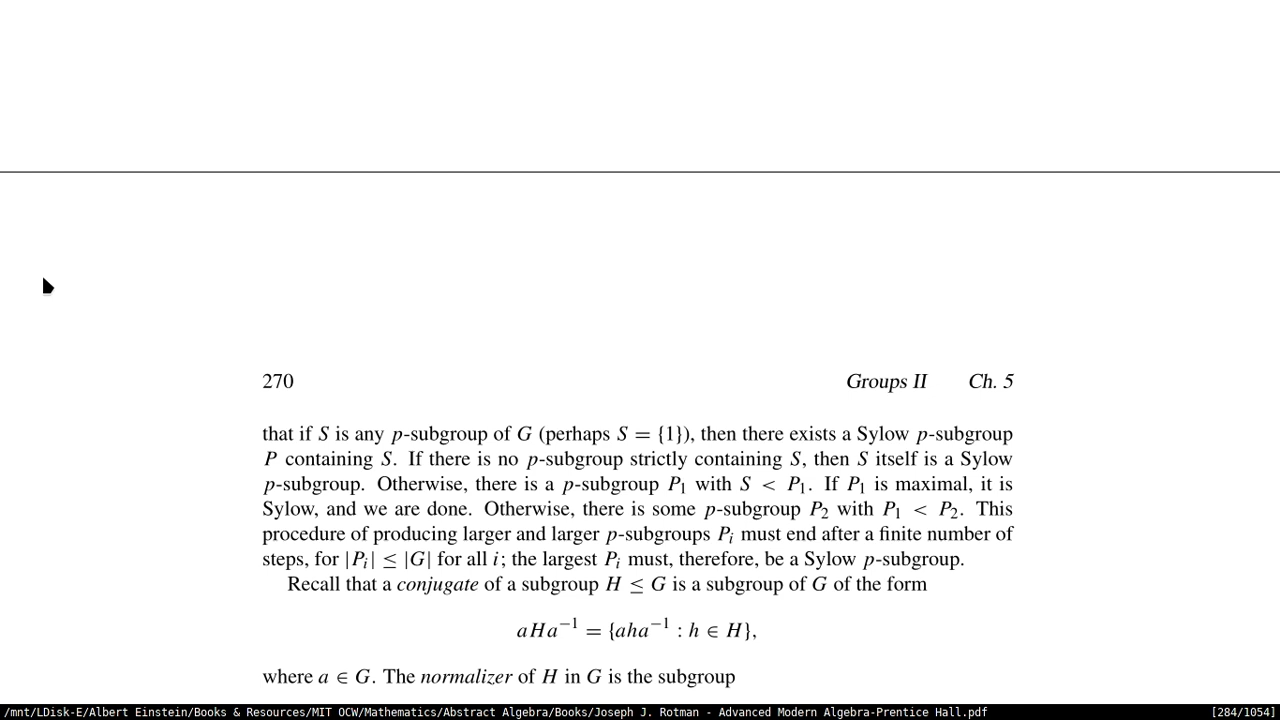 270 Groups II Ch. 5
that if S is any p-subgroup of G (perhaps S = {1}), then there exists a Sylow p-subgroup
P containing S. If there is no p-subgroup strictly containing S, then S itself is a Sylow
p-subgroup. Otherwise, there is a p-subgroup P₁ with S < P₁. If P₁ is maximal, it is
Sylow, and we are done. Otherwise, there is some p-subgroup P₂ with P₁ < P₂. This
procedure of producing larger and larger p-subgroups Pᵢ must end after a finite number of
steps, for |Pᵢ| ≤ |G| for all i; the largest Pᵢ must, therefore, be a Sylow p-subgroup.
Recall that a conjugate of a subgroup H ≤ G is a subgroup of G of the form
aHa⁻¹ = {aha⁻¹ : h ∈ H},
where a ∈ G. The normalizer of H in G is the subgroup
/mnt/LDisk-E/Albert Einstein/Books & Resources/MIT OCW/Mathematics/Abstract Algebra/Books/Joseph J. Rotman - Advanced Modern Algebra-Prentice Hall.pdf [284/1054]